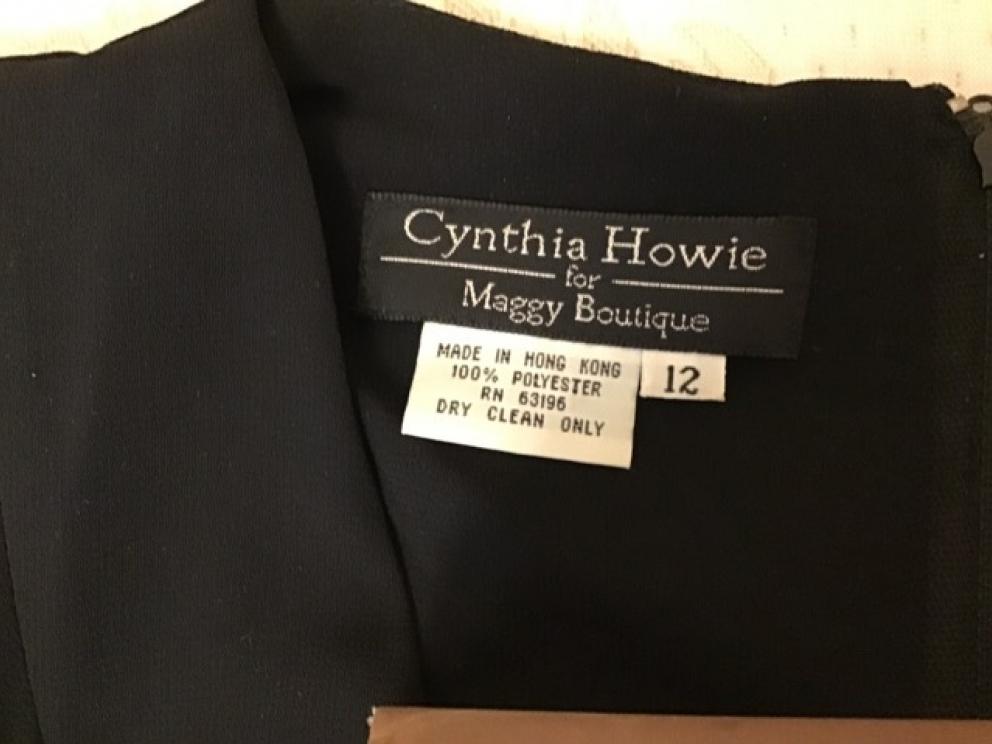 Cynthia Howie
for
Maggy Boutique
MADE IN HONG KONG
100% POLYESTER
RN 63196
DRY CLEAN ONLY
12